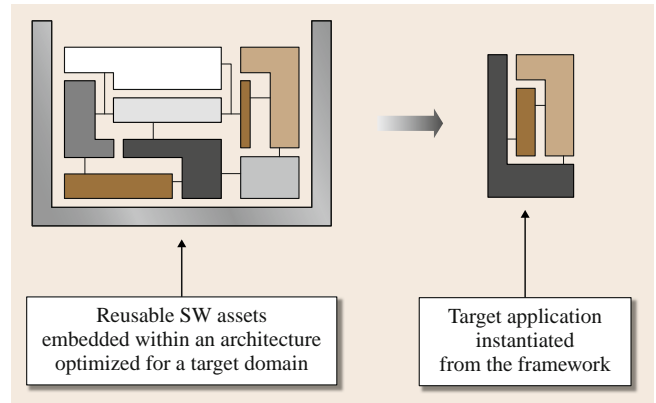 Reusable SW assets
embedded within an architecture
optimized for a target domain
Target application
instantiated
from the framework